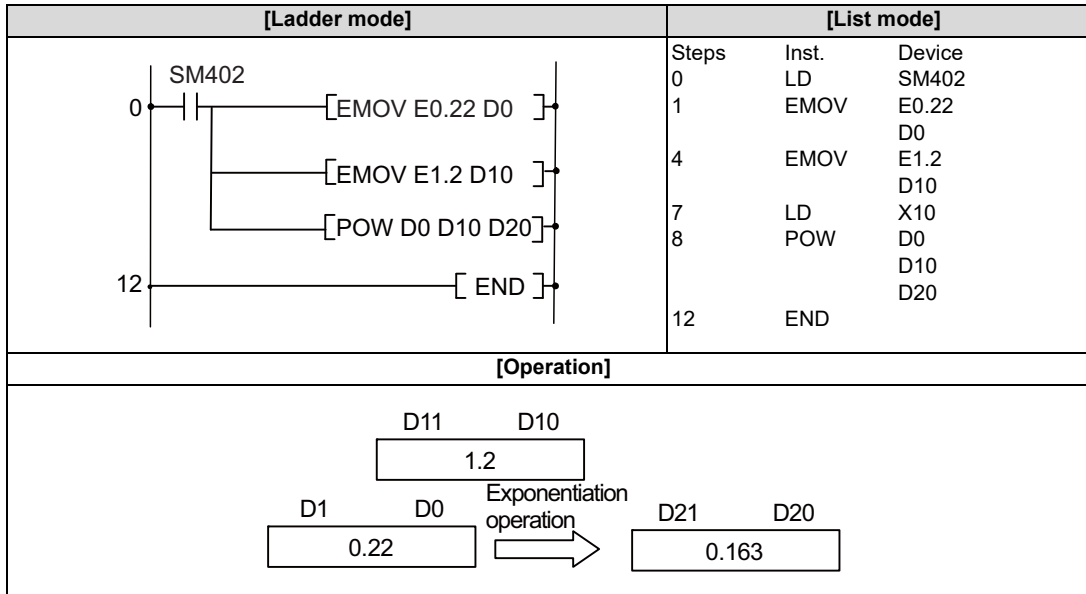 [Ladder mode] [List mode]
SM402
0 [EMOV E0.22 D0 ]
[EMOV E1.2 D10 ]
[POW D0 D10 D20]
12 [ END ]
Steps Inst. Device
0 LD SM402
1 EMOV E0.22
D0
4 EMOV E1.2
D10
7 LD X10
8 POW D0
D10
D20
12 END
[Operation]
D11 D10
1.2
Exponentiation
operation
D1 D0
0.22
D21 D20
0.163